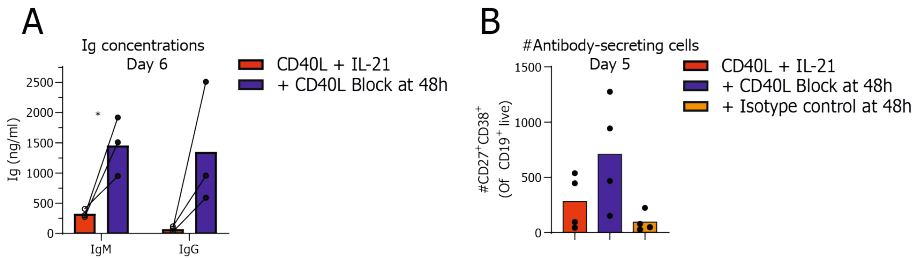 A
Ig concentrations
Day 6
CD40L + IL-21
+ CD40L Block at 48h
Ig (ng/ml)
2500
2000
1500
1000
500
0
*
IgM
IgG
B
#Antibody-secreting cells
Day 5
CD40L + IL-21
+ CD40L Block at 48h
+ Isotype control at 48h
#CD27⁺CD38⁺
(Of CD19⁺ live)
1500
1000
500
0